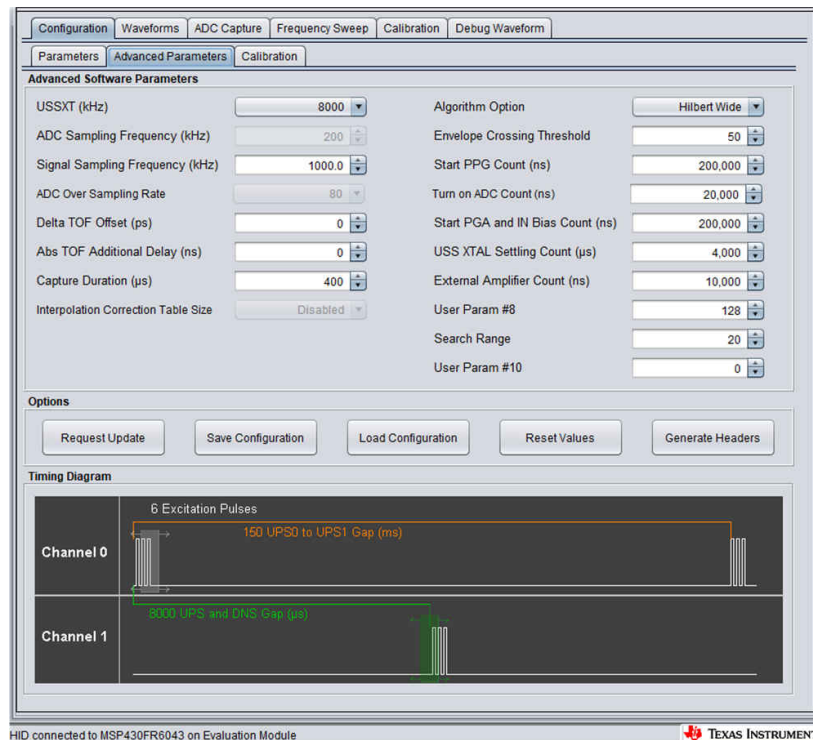 Configuration Waveforms ADC Capture Frequency Sweep Calibration Debug Waveform
Parameters Advanced Parameters Calibration
Advanced Software Parameters
USSXT (kHz) 8000 Algorithm Option Hilbert Wide
ADC Sampling Frequency (kHz) 200 Envelope Crossing Threshold 50
Signal Sampling Frequency (kHz) 1000.0 Start PPG Count (ns) 200,000
ADC Over Sampling Rate 80 Turn on ADC Count (ns) 20,000
Delta TOF Offset (ps) 0 Start PGA and IN Bias Count (ns) 200,000
Abs TOF Additional Delay (ns) 0 USS XTAL Settling Count (µs) 4,000
Capture Duration (µs) 400 External Amplifier Count (ns) 10,000
Interpolation Correction Table Size Disabled User Param #8 128
Search Range 20
User Param #10 0
Options
Request Update Save Configuration Load Configuration Reset Values Generate Headers
Timing Diagram
6 Excitation Pulses
150 UPS0 to UPS1 Gap (ms)
Channel 0
8000 UPS and DNS Gap (µs)
Channel 1
HID connected to MSP430FR6043 on Evaluation Module TEXAS INSTRUMENT